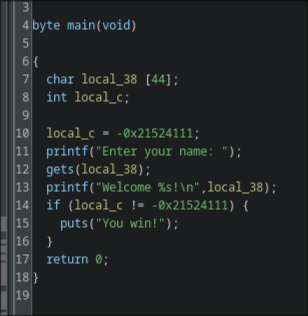 3
4 byte main(void)
5
6 {
7 char local_38 [44];
8 int local_c;
9
10 local_c = -0x21524111;
11 printf("Enter your name: ");
12 gets(local_38);
13 printf("Welcome %s!\n",local_38);
14 if (local_c != -0x21524111) {
15 puts("You win!");
16 }
17 return 0;
18 }
19